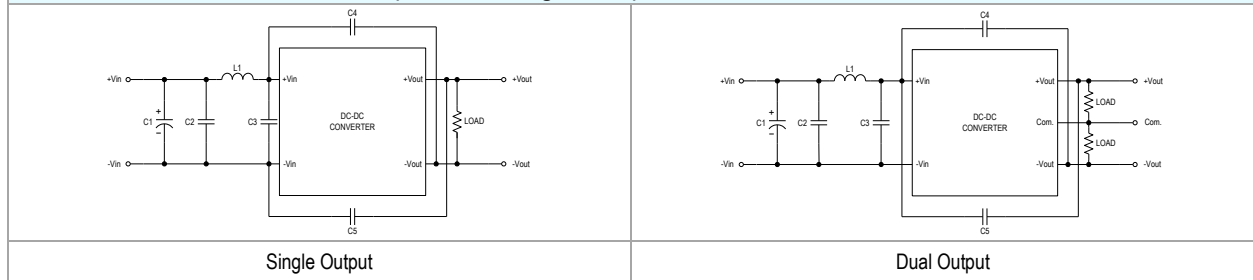 C4
L1
+Vin
+Vin
+Vout
+Vout
C1
+
−
C2
C3
DC-DC
CONVERTER
LOAD
-Vin
-Vin
-Vout
-Vout
C5
Single Output
C4
L1
+Vin
+Vin
+Vout
+Vout
LOAD
C1
+
−
C2
C3
DC-DC
CONVERTER
Com.
Com.
LOAD
-Vin
-Vin
-Vout
-Vout
C5
Dual Output